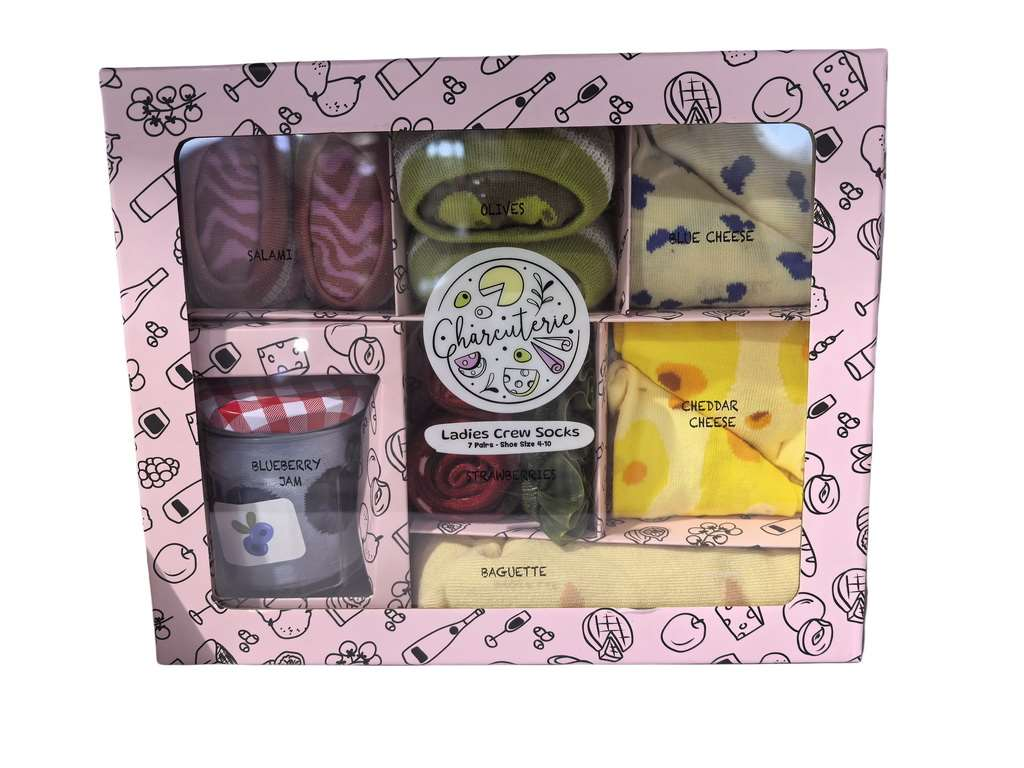 SALAMI
OLIVES
BLUE CHEESE
Charcuterie
Ladies Crew Socks
7 Pairs - Shoe Size 4-10
BLUEBERRY
JAM
STRAWBERRIES
CHEDDAR
CHEESE
BAGUETTE